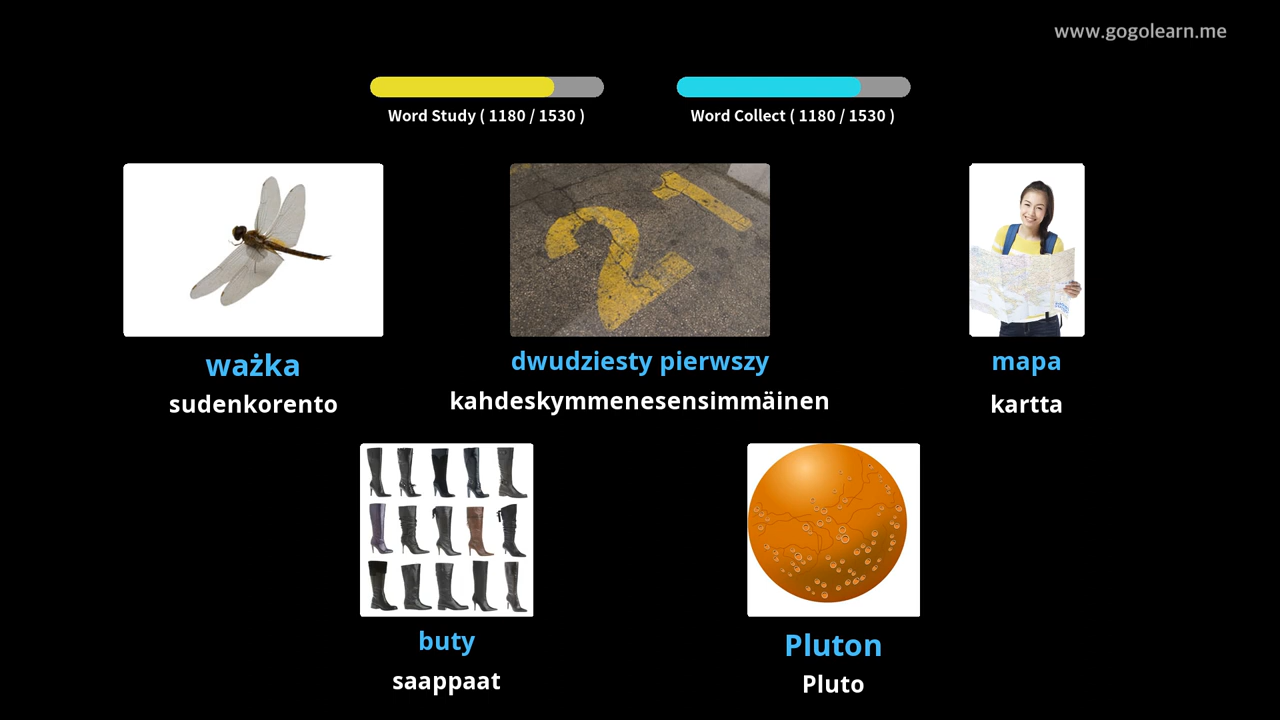 www.gogolearn.me
Word Study ( 1180 / 1530 )
Word Collect ( 1180 / 1530 )
21
ważka
sudenkorento
dwudziesty pierwszy
kahdeskymmenesensimmäinen
mapa
kartta
buty
saappaat
Pluton
Pluto